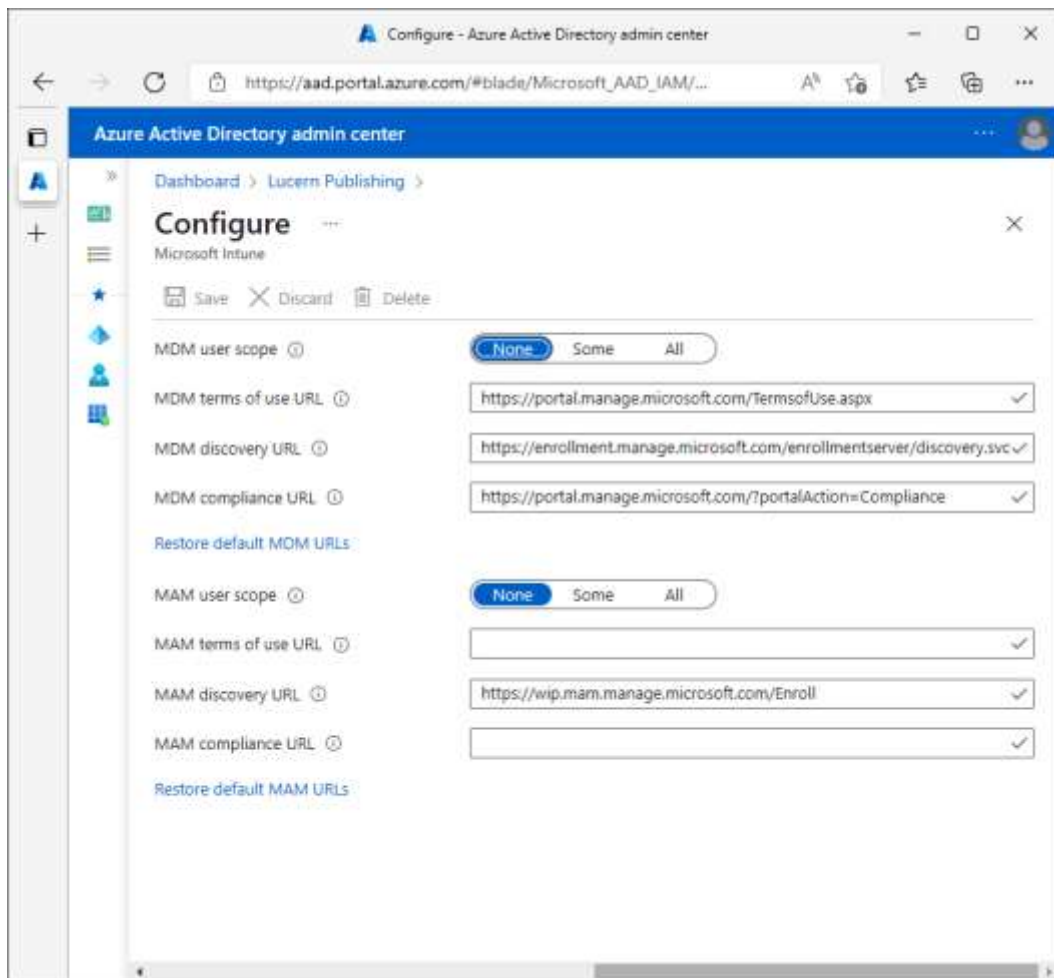 Configure - Azure Active Directory admin center
https://aad.portal.azure.com/#blade/Microsoft_AAD_IAM/...
Azure Active Directory admin center
Dashboard > Lucern Publishing >
Configure ...
Microsoft Intune
Save Discard Delete
MDM user scope None Some All
MDM terms of use URL https://portal.manage.microsoft.com/TermsofUse.aspx
MDM discovery URL https://enrollment.manage.microsoft.com/enrollmentserver/discovery.svc
MDM compliance URL https://portal.manage.microsoft.com/?portalAction=Compliance
Restore default MDM URLs
MAM user scope None Some All
MAM terms of use URL
MAM discovery URL https://wip.mam.manage.microsoft.com/Enroll
MAM compliance URL
Restore default MAM URLs